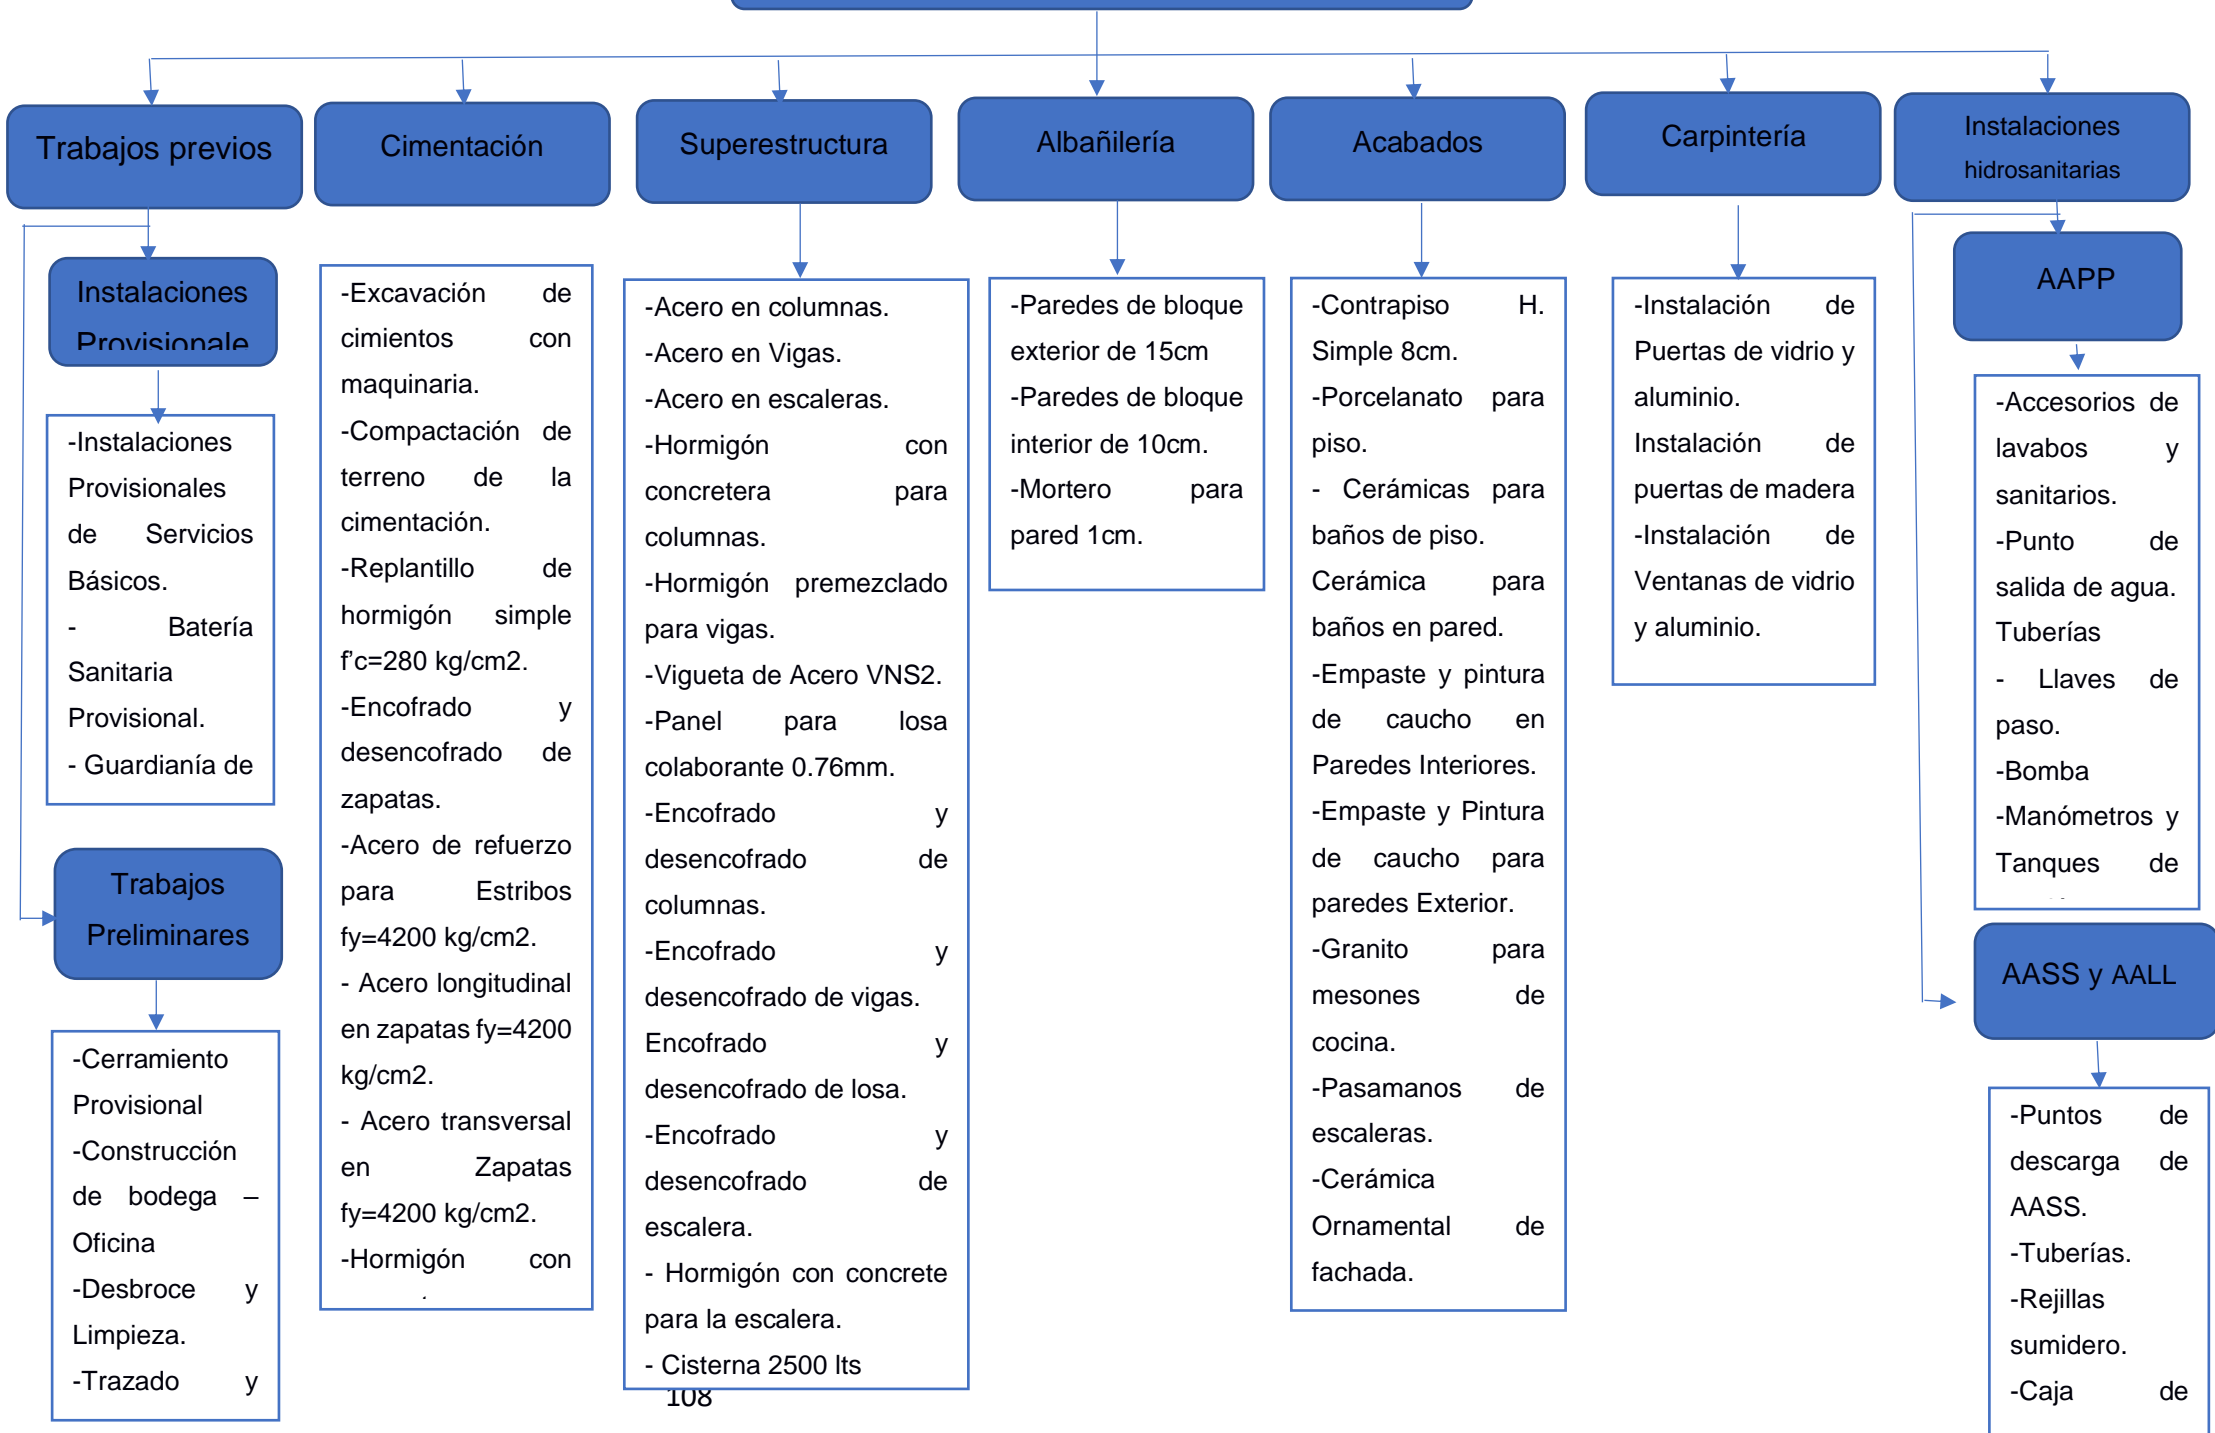 Trabajos previos
Instalaciones
Provisionale
-Instalaciones
Provisionales
de Servicios
Básicos.
- Batería
Sanitaria
Provisional.
- Guardianía de
Trabajos
Preliminares
-Cerramiento
Provisional
-Construcción
de bodega –
Oficina
-Desbroce y
Limpieza.
-Trazado y
Cimentación
-Excavación de
cimientos con
maquinaria.
-Compactación de
terreno de la
cimentación.
-Replantillo de
hormigón simple
f’c=280 kg/cm2.
-Encofrado y
desencofrado de
zapatas.
-Acero de refuerzo
para Estribos
fy=4200 kg/cm2.
- Acero longitudinal
en zapatas fy=4200
kg/cm2.
- Acero transversal
en Zapatas
fy=4200 kg/cm2.
-Hormigón con
Superestructura
-Acero en columnas.
-Acero en Vigas.
-Acero en escaleras.
-Hormigón con
concretera para
columnas.
-Hormigón premezclado
para vigas.
-Vigueta de Acero VNS2.
-Panel para losa
colaborante 0.76mm.
-Encofrado y
desencofrado de
columnas.
-Encofrado y
desencofrado de vigas.
Encofrado y
desencofrado de losa.
-Encofrado y
desencofrado de
escalera.
- Hormigón con concrete
para la escalera.
- Cisterna 2500 lts
108
Albañilería
-Paredes de bloque
exterior de 15cm
-Paredes de bloque
interior de 10cm.
-Mortero para
pared 1cm.
Acabados
-Contrapiso H.
Simple 8cm.
-Porcelanato para
piso.
- Cerámicas para
baños de piso.
Cerámica para
baños en pared.
-Empaste y pintura
de caucho en
Paredes Interiores.
-Empaste y Pintura
de caucho para
paredes Exterior.
-Granito para
mesones de
cocina.
-Pasamanos de
escaleras.
-Cerámica
Ornamental de
fachada.
Carpintería
-Instalación de
Puertas de vidrio y
aluminio.
Instalación de
puertas de madera
-Instalación de
Ventanas de vidrio
y aluminio.
Instalaciones
hidrosanitarias
AAPP
-Accesorios de
lavabos y
sanitarios.
-Punto de
salida de agua.
Tuberías
- Llaves de
paso.
-Bomba
-Manómetros y
Tanques de
AASS y AALL
-Puntos de
descarga de
AASS.
-Tuberías.
-Rejillas
sumidero.
-Caja de